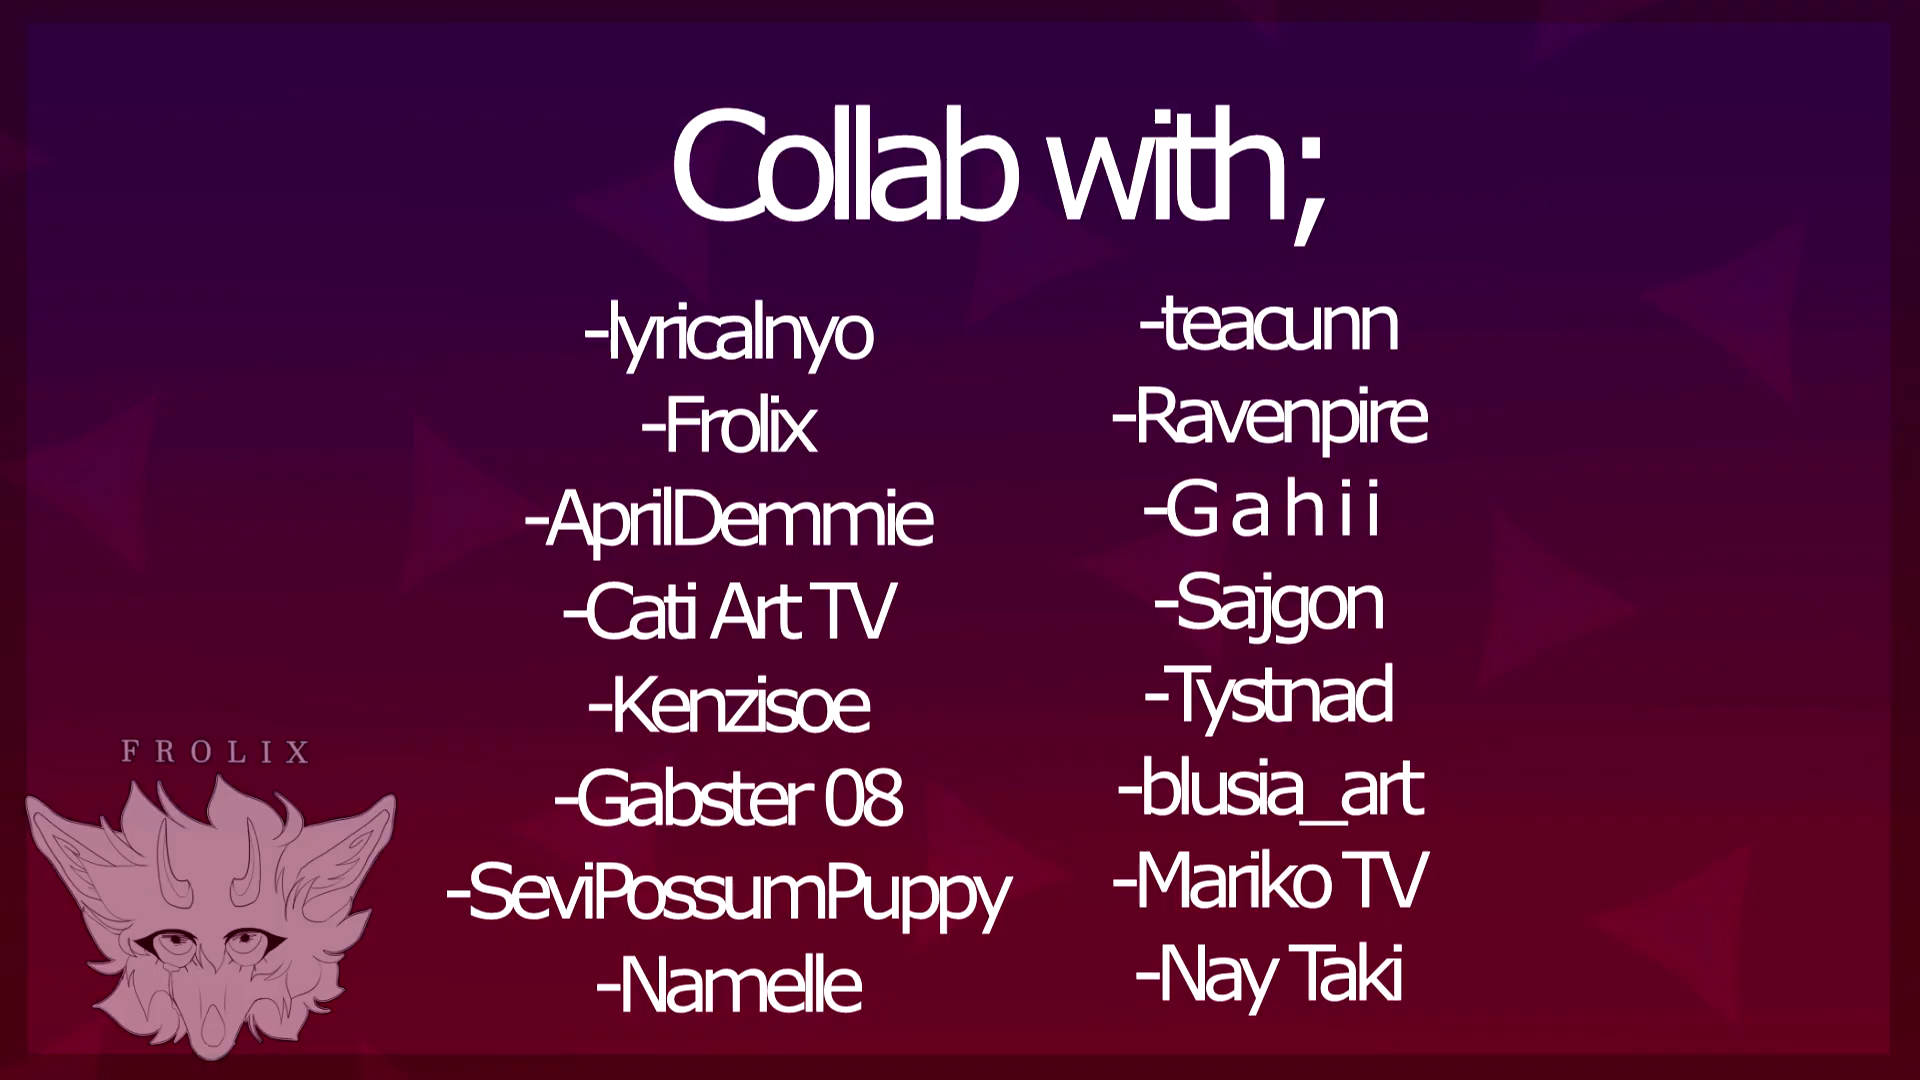 Collab with;
-lyricalnyo
-Frolix
-AprilDemmie
-Cati Art TV
-Kenzisoe
-Gabster 08
-SeviPossumPuppy
-Namelle
-teacunn
-Ravenpire
-G a h i i
-Sajgon
-Tystnad
-blusia_art
-Mariko TV
-Nay Taki
FROLIX